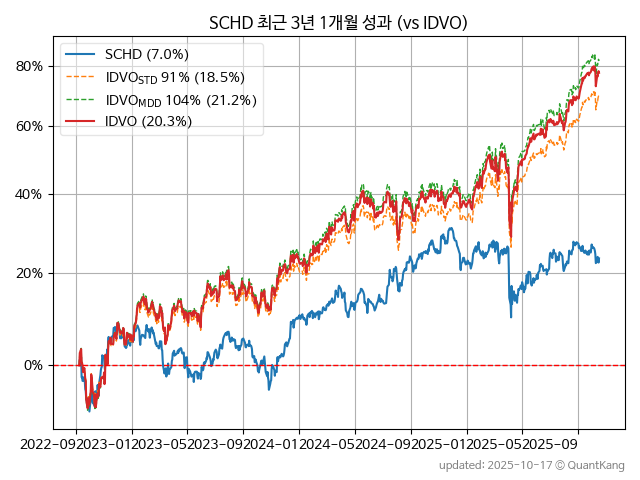 SCHD 최근 3년 1개월 성과 (vs IDVO)
SCHD (7.0%)
IDVO_STD 91% (18.5%)
IDVO_MDD 104% (21.2%)
IDVO (20.3%)
80%
60%
40%
20%
0%
2022-09 2023-01 2023-05 2023-09 2024-01 2024-05 2024-09 2025-01 2025-05 2025-09
updated: 2025-10-17 © QuantKang